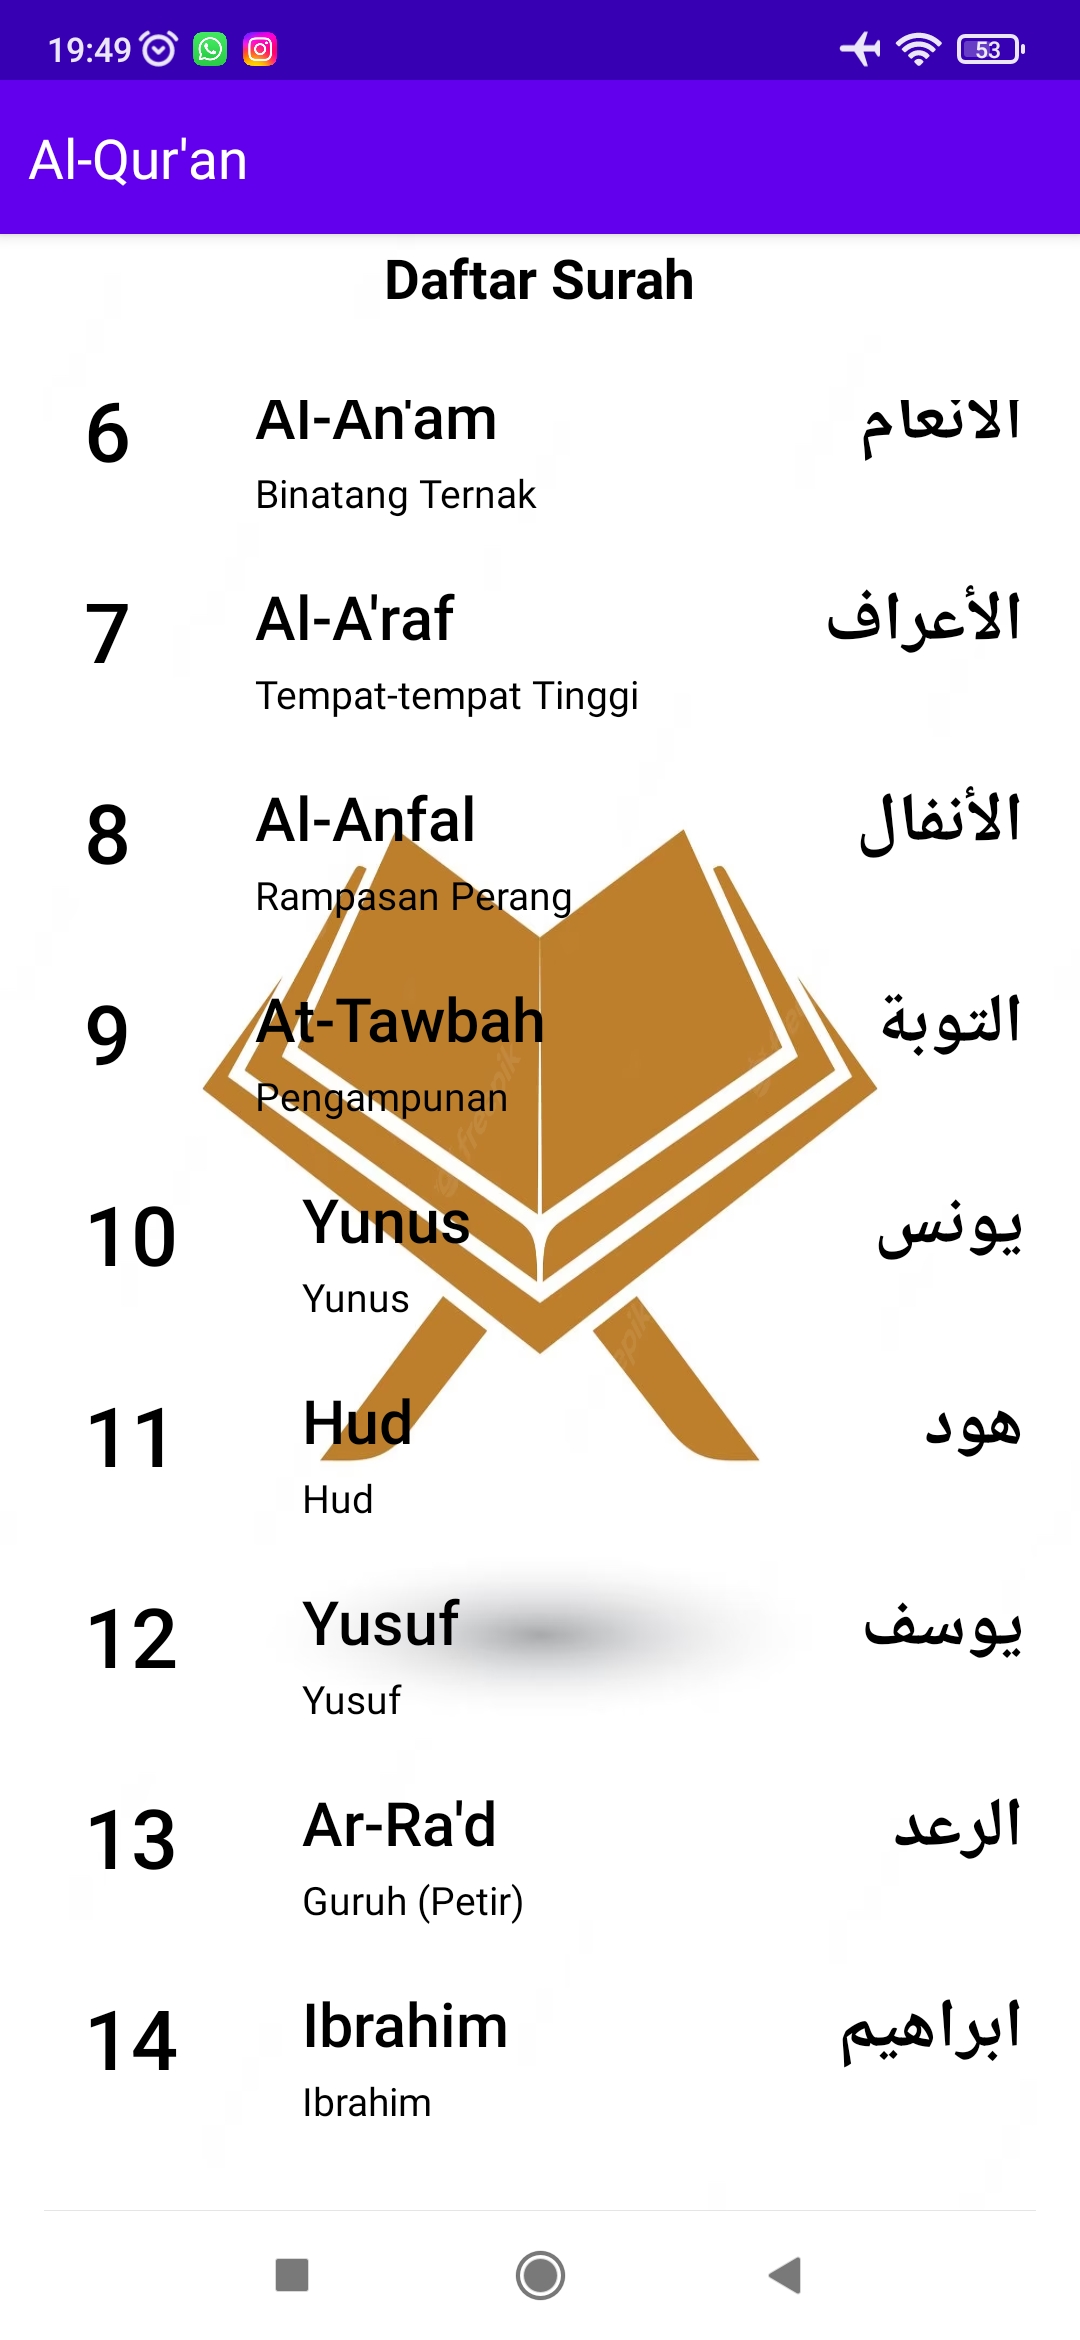 19:49
53
Al-Qur'an
Daftar Surah
6 Al-An'am الأنعام
Binatang Ternak
7 Al-A'raf الأعراف
Tempat-tempat Tinggi
8 Al-Anfal الأنفال
Rampasan Perang
9 At-Tawbah التوبة
Pengampunan
10 Yunus يونس
Yunus
11 Hud هود
Hud
12 Yusuf يوسف
Yusuf
13 Ar-Ra'd الرعد
Guruh (Petir)
14 Ibrahim ابراهيم
Ibrahim